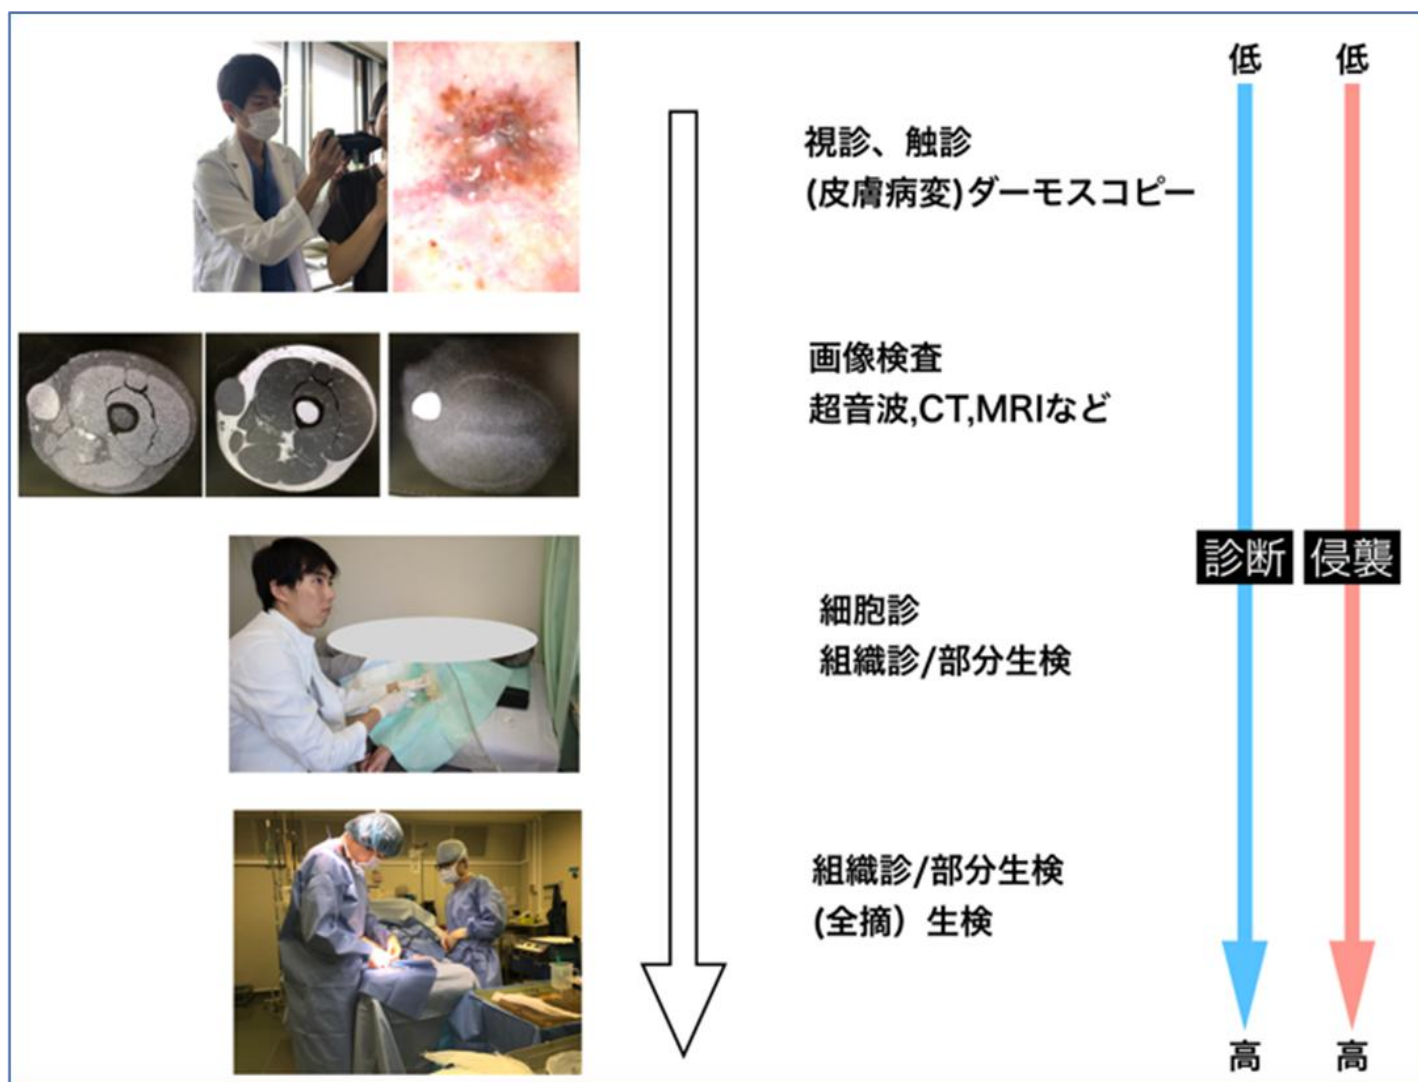 低
低
視診、触診
(皮膚病変)ダーモスコピー
画像検査
超音波,CT,MRIなど
診断
侵襲
細胞診
組織診/部分生検
組織診/部分生検
(全摘）生検
高
高